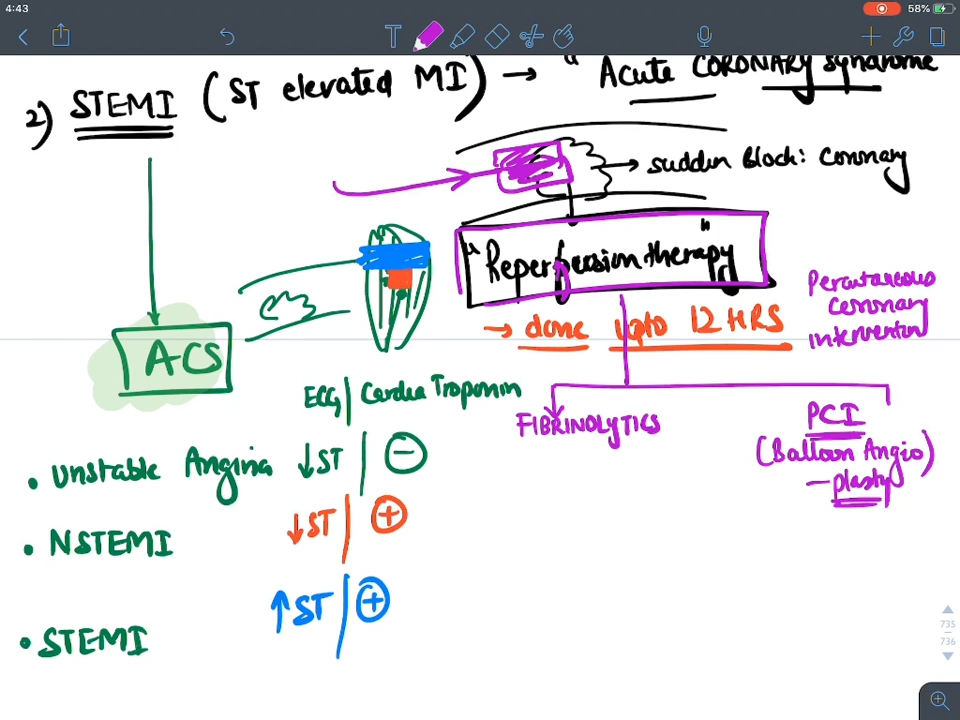 4:43
58%
T
2) STEMI (ST elevated MI) → "Acute CORONARY syndrome
→ sudden Block: Coronary
"Reperfusion therapy"
→ done upto 12 HRS
Percutaneous
Coronary
intervention
ACS
ECG | Cardiac Troponin
FIBRINOLYTICS
PCI
(Balloon Angio)
– plasty
• Unstable Angina ↓ST | -
• NSTEMI ↓ST | +
• STEMI ↑ST | +
735
736